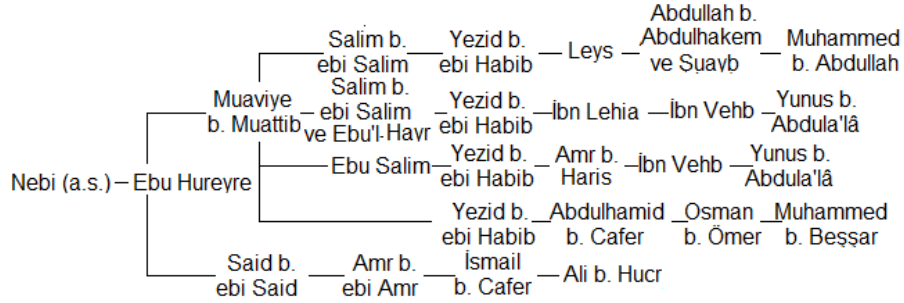 Salim b.
ebi Salim
Yezid b.
ebi Habib
Leys
Abdullah b.
Abdulhakem
ve Şuayb
Muhammed
b. Abdullah
Muaviye
b. Muattib
Salim b.
ebi Salim
ve Ebu'l-Hayr
Yezid b.
ebi Habib
İbn Lehia
İbn Vehb
Yunus b.
Abdula'lâ
Ebu Salim
Yezid b.
ebi Habib
Amr b.
Haris
İbn Vehb
Yunus b.
Abdula'lâ
Nebi (a.s.)
Ebu Hureyre
Yezid b.
ebi Habib
Abdulhamid
b. Cafer
Osman
b. Ömer
Muhammed
b. Beşşar
Said b.
ebi Said
Amr b.
ebi Amr
İsmail
b. Cafer
Ali b. Hucr